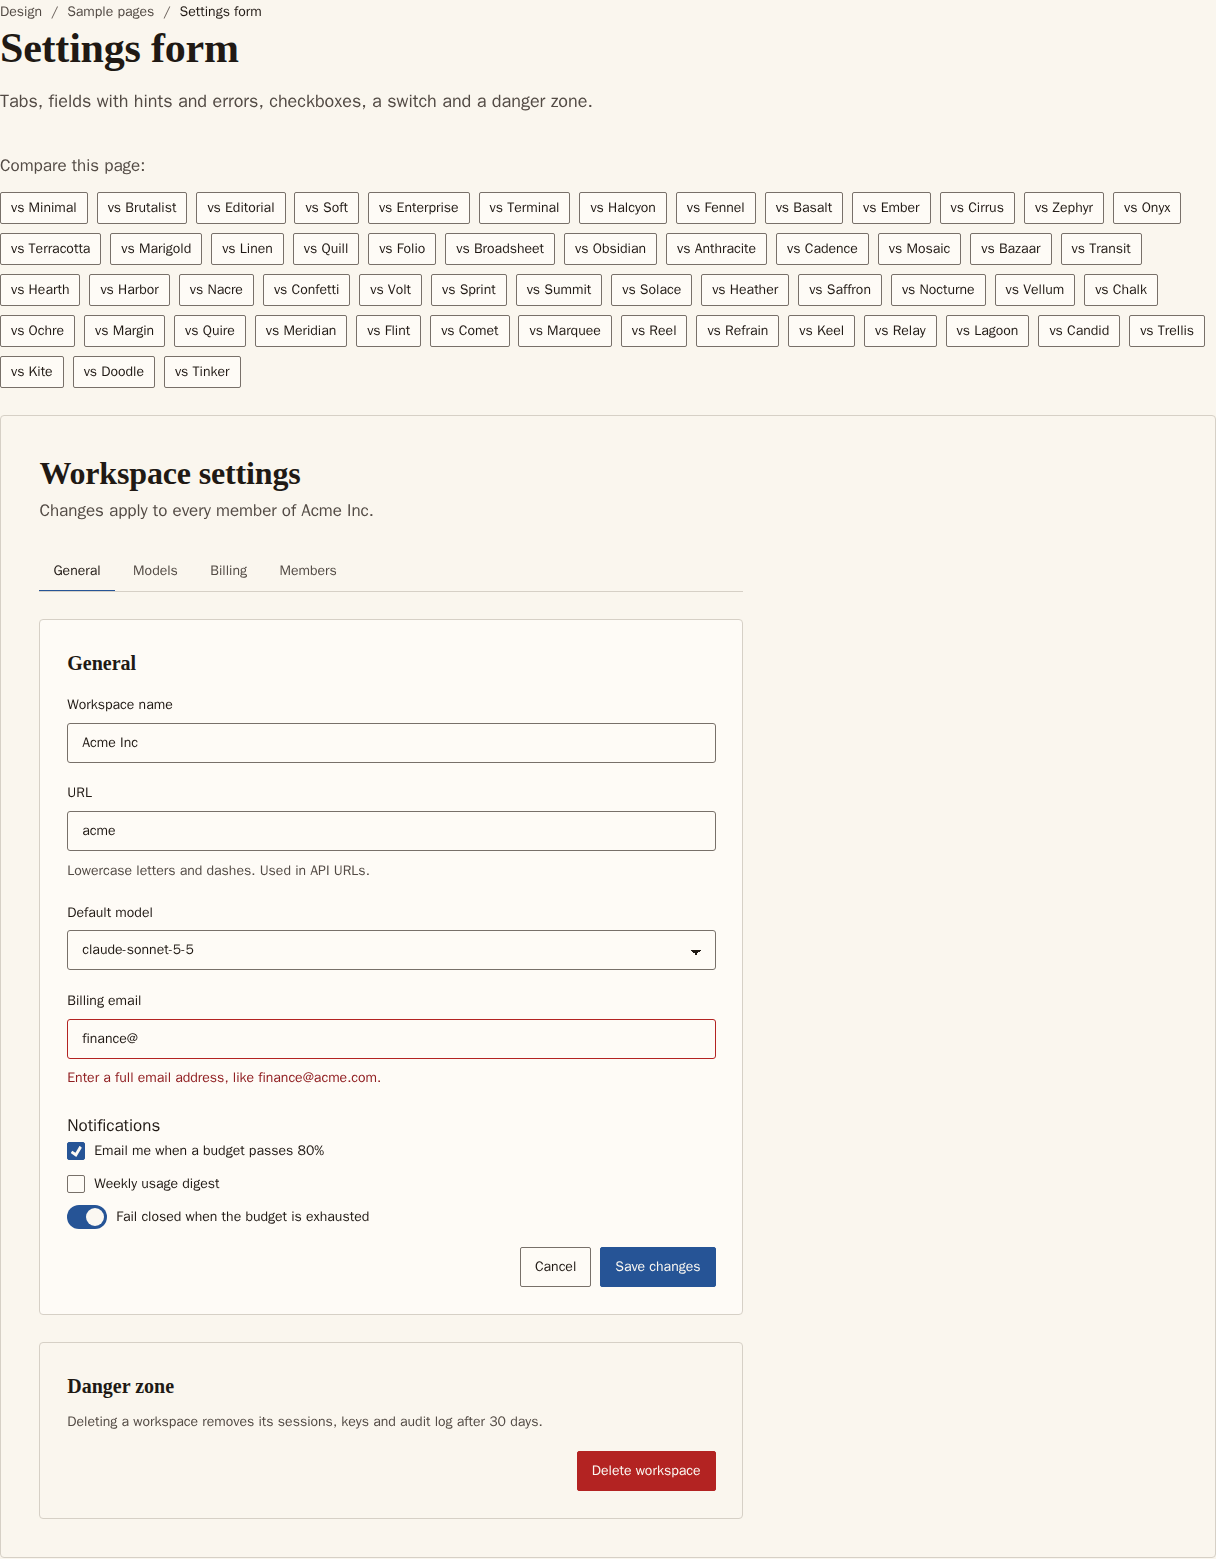 Design / Sample pages / Settings form
Settings form
Tabs, fields with hints and errors, checkboxes, a switch and a danger zone.
Compare this page:
vs Minimal vs Brutalist vs Editorial vs Soft vs Enterprise vs Terminal vs Halcyon vs Fennel vs Basalt vs Ember vs Cirrus vs Zephyr vs Onyx
vs Terracotta vs Marigold vs Linen vs Quill vs Folio vs Broadsheet vs Obsidian vs Anthracite vs Cadence vs Mosaic vs Bazaar vs Transit
vs Hearth vs Harbor vs Nacre vs Confetti vs Volt vs Sprint vs Summit vs Solace vs Heather vs Saffron vs Nocturne vs Vellum vs Chalk
vs Ochre vs Margin vs Quire vs Meridian vs Flint vs Comet vs Marquee vs Reel vs Refrain vs Keel vs Relay vs Lagoon vs Candid vs Trellis
vs Kite vs Doodle vs Tinker
Workspace settings
Changes apply to every member of Acme Inc.
General Models Billing Members
General
Workspace name
Acme Inc
URL
acme
Lowercase letters and dashes. Used in API URLs.
Default model
claude-sonnet-5-5
Billing email
finance@
Enter a full email address, like finance@acme.com.
Notifications
Email me when a budget passes 80%
Weekly usage digest
Fail closed when the budget is exhausted
Cancel Save changes
Danger zone
Deleting a workspace removes its sessions, keys and audit log after 30 days.
Delete workspace